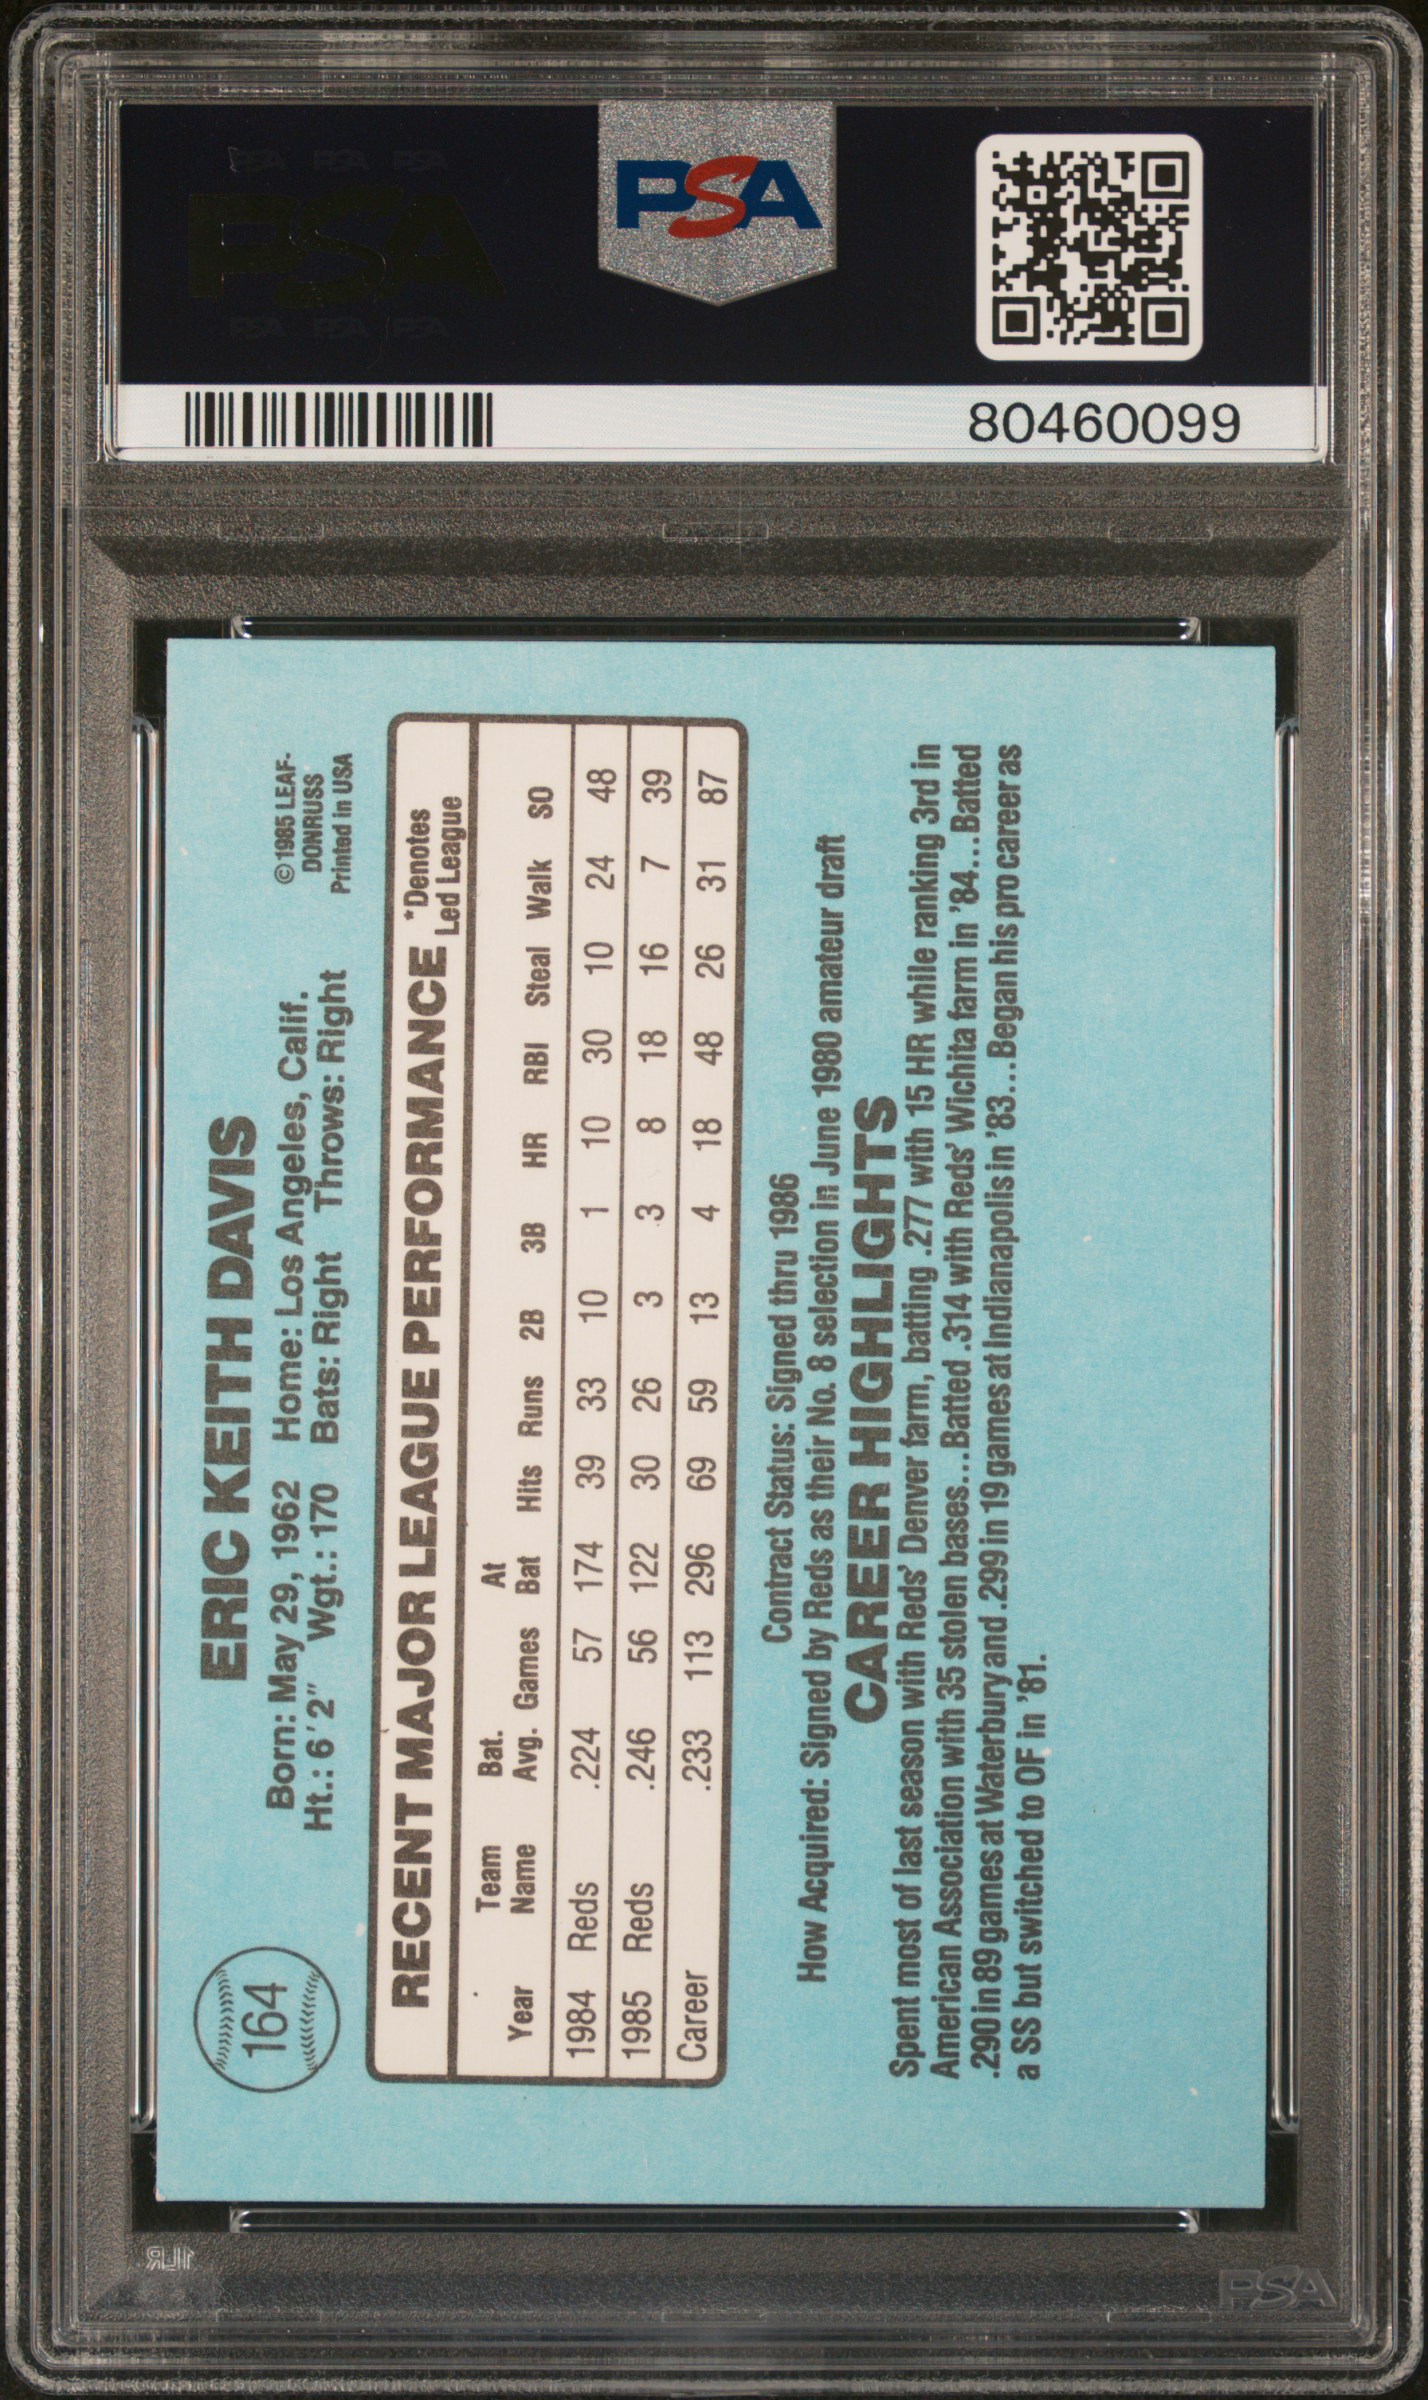 PSA PSA PSA
PSA
PSA PSA PSA
PSA
80460099
164
ERIC KEITH DAVIS
Born: May 29, 1962 Home: Los Angeles, Calif.
Ht.: 6'2" Wgt.: 170 Bats: Right Throws: Right
© 1985 LEAF-
DONRUSS
Printed in USA
RECENT MAJOR LEAGUE PERFORMANCE *Denotes
Led League
Team Bat. At
Year Name Avg. Games Bat Hits Runs 2B 3B HR RBI Steal Walk SO
1984 Reds .224 57 174 39 33 10 1 10 30 10 24 48
1985 Reds .246 56 122 30 26 3 3 8 18 16 7 39
Career .233 113 296 69 59 13 4 18 48 26 31 87
Contract Status: Signed thru 1986
How Acquired: Signed by Reds as their No. 8 selection in June 1980 amateur draft
CAREER HIGHLIGHTS
Spent most of last season with Reds' Denver farm, batting .277 with 15 HR while ranking 3rd in
American Association with 35 stolen bases...Batted .314 with Reds' Wichita farm in '84...Batted
.290 in 89 games at Waterbury and .299 in 19 games at Indianapolis in '83...Began his pro career as
a SS but switched to OF in '81.
PSA